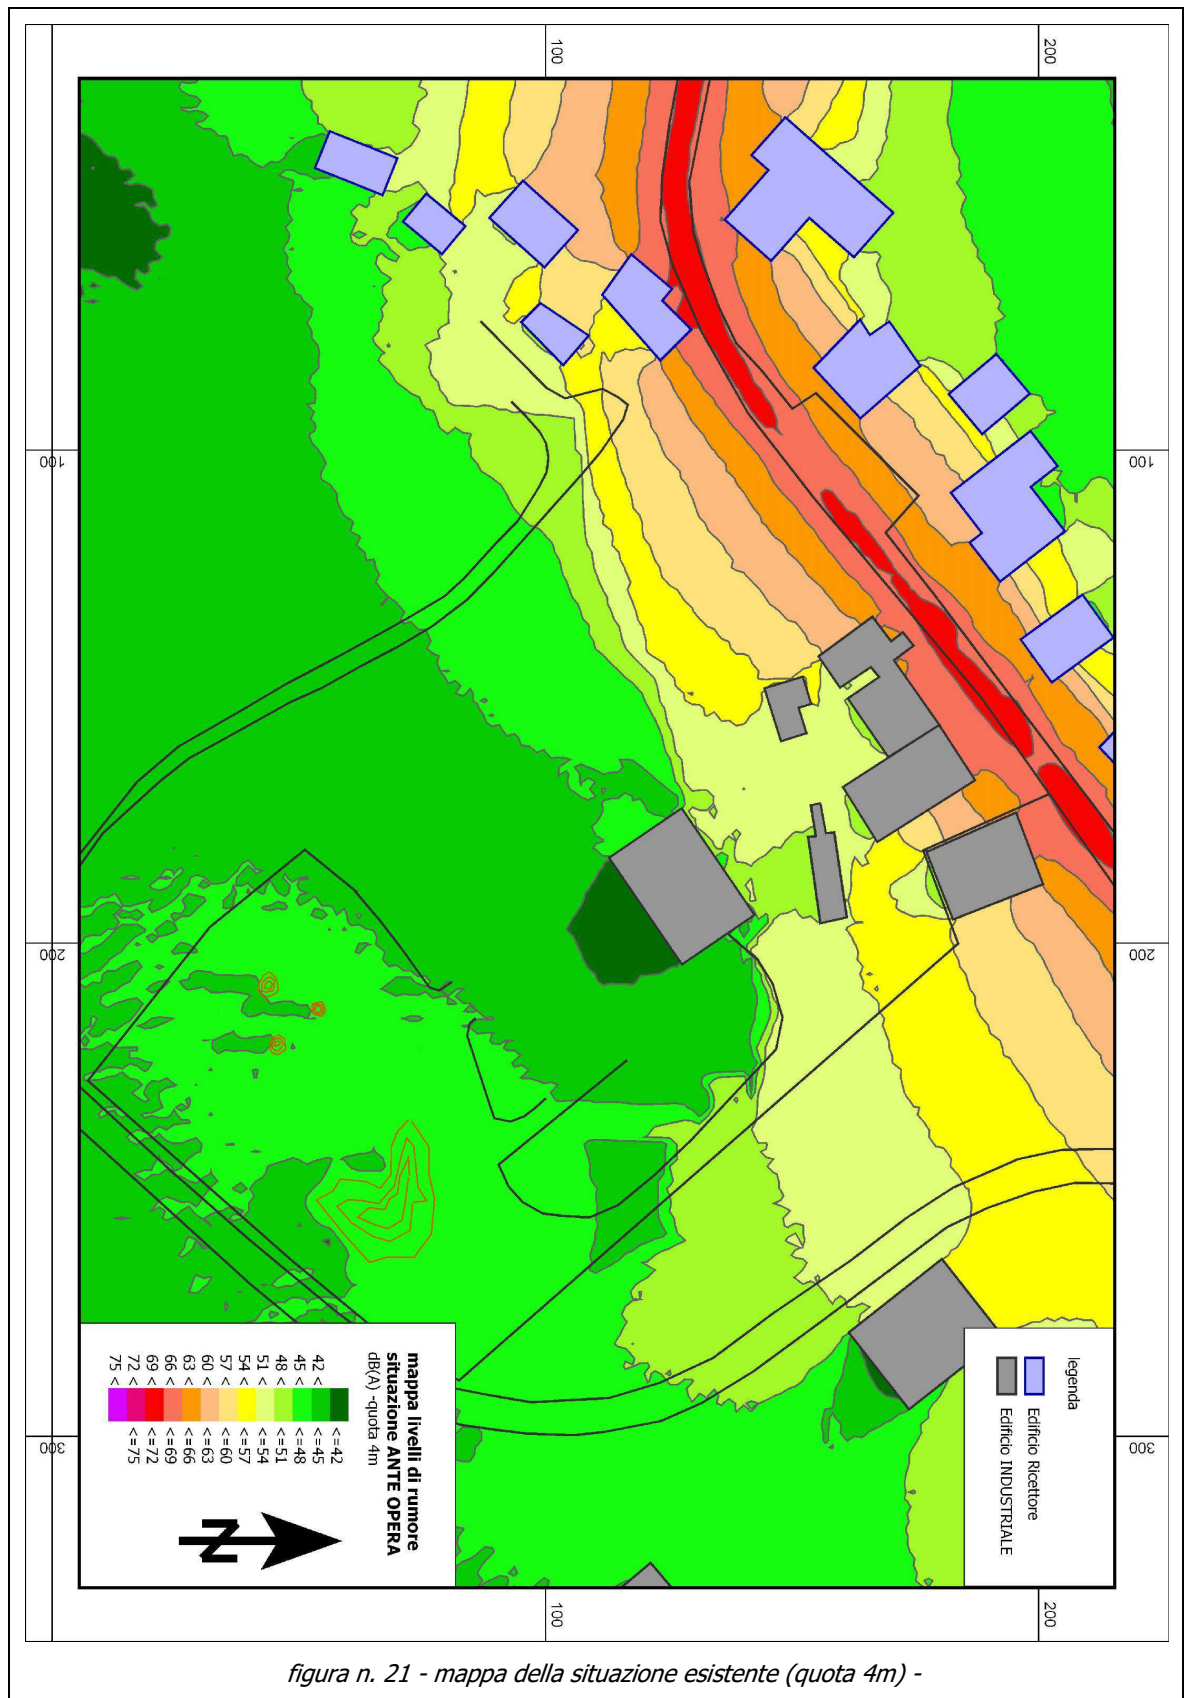 100
200
100
100
200
200
300
300
100
200
legenda
Edificio Ricettore
Edificio INDUSTRIALE
mappa livelli di rumore
situazione ANTE OPERA
dB(A) -quota 4m
<=42
42 < <=45
45 < <=48
48 < <=51
51 < <=54
54 < <=57
57 < <=60
60 < <=63
63 < <=66
66 < <=69
69 < <=72
72 < <=75
75 <
N
figura n. 21 - mappa della situazione esistente (quota 4m) -